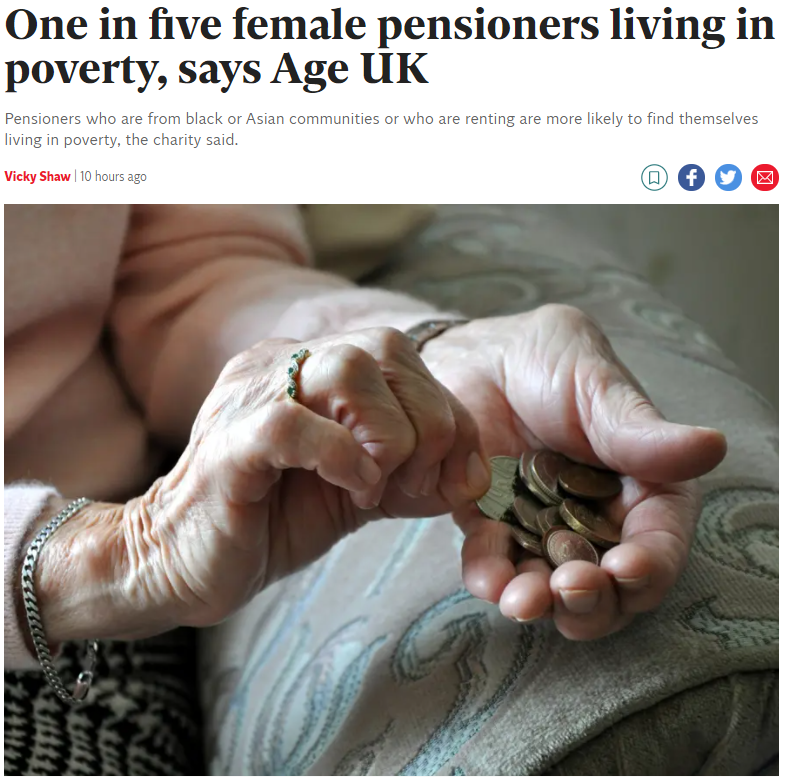 One in five female pensioners living in
poverty, says Age UK
Pensioners who are from black or Asian communities or who are renting are more likely to find themselves
living in poverty, the charity said.
Vicky Shaw | 10 hours ago